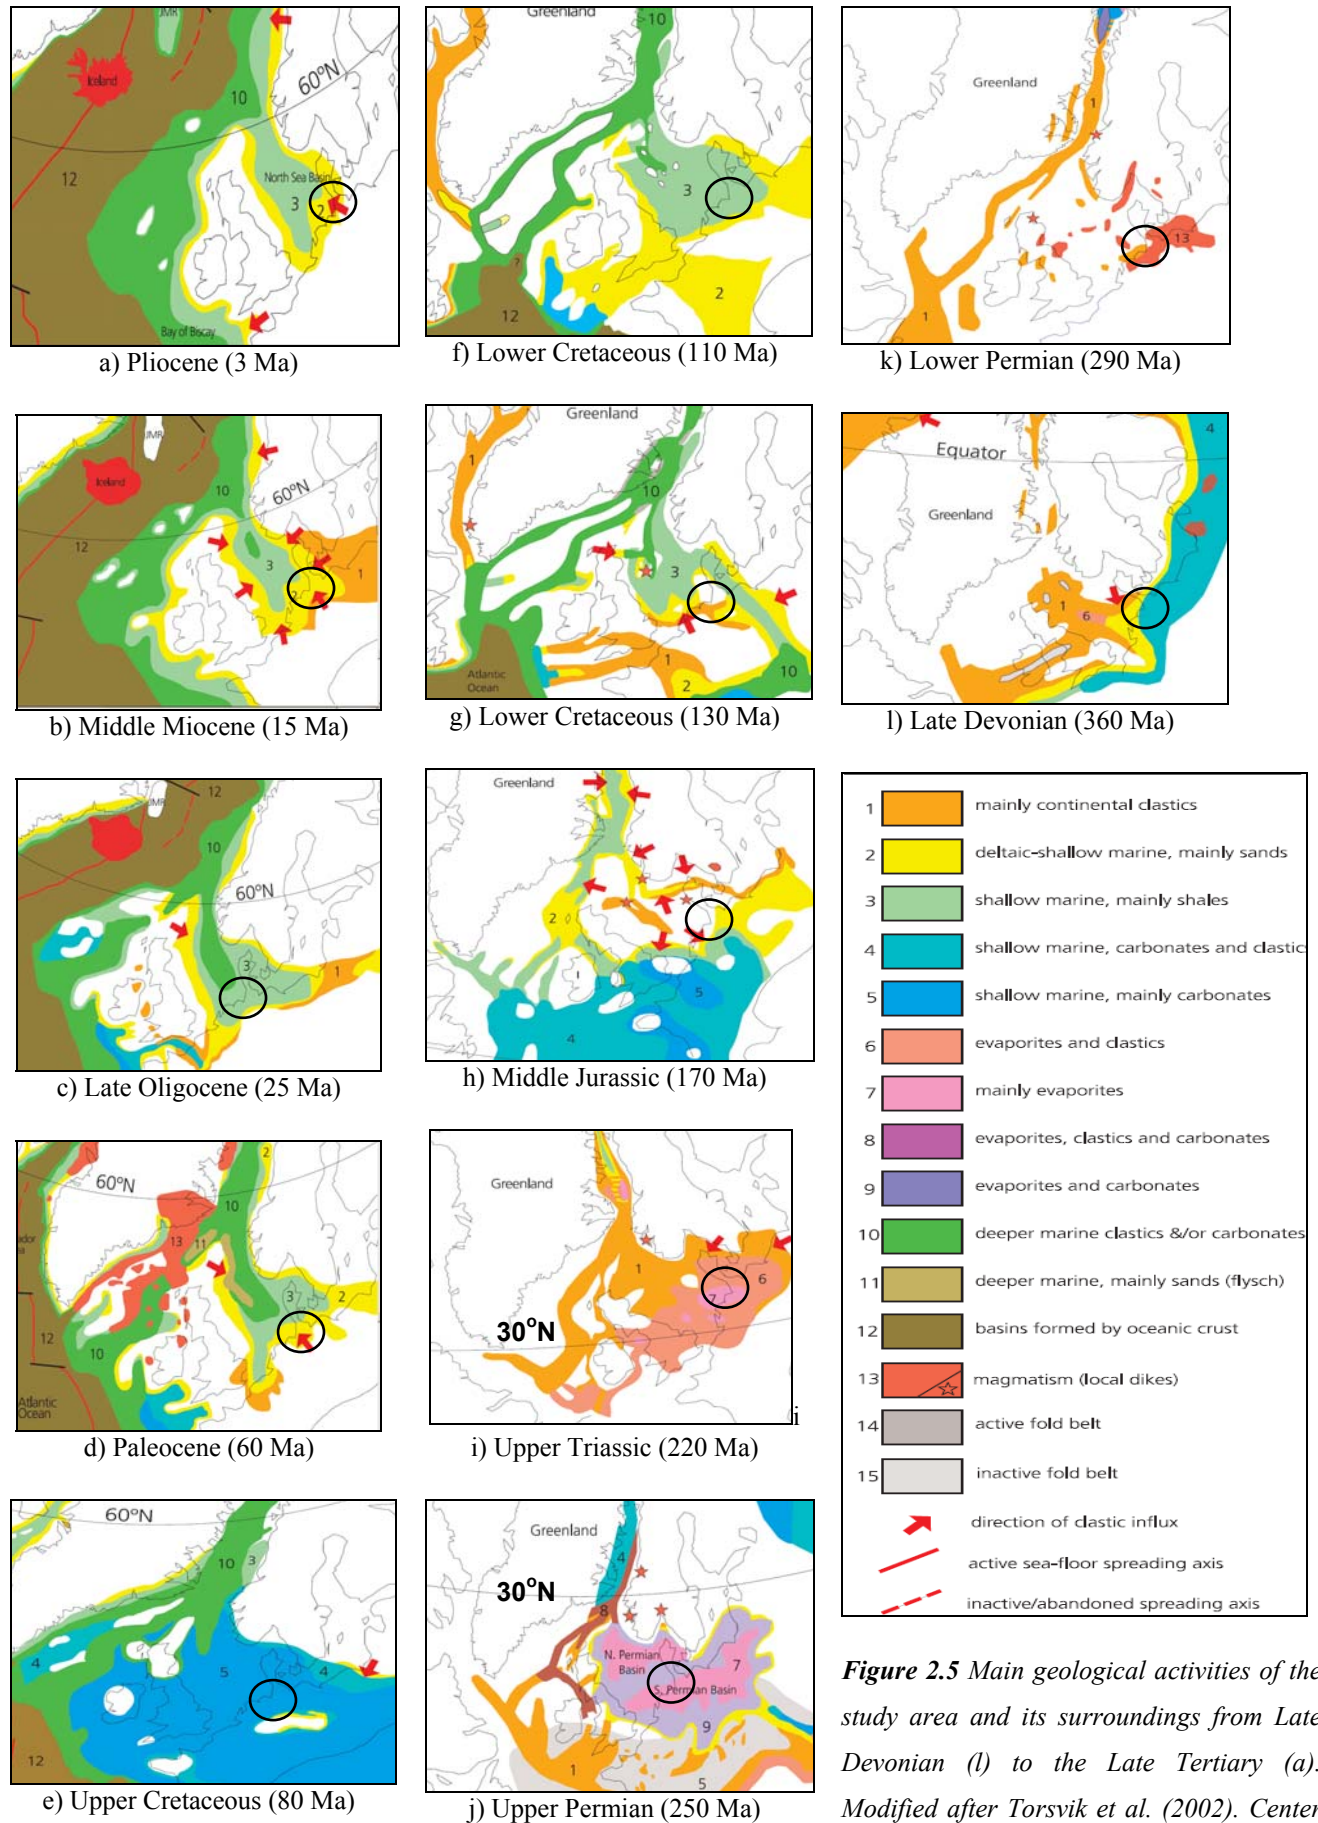 JMR
Iceland
60°N
10
12
North Sea Basin
3
2
Bay of Biscay
a) Pliocene (3 Ma)
JMR
Iceland
10
60°N
12
3
1
2
b) Middle Miocene (15 Ma)
12
JMR
10
60°N
3
1
c) Late Oligocene (25 Ma)
60°N
2
10
13
11
3
2
12
10
Atlantic
Ocean
d) Paleocene (60 Ma)
60°N
10
3
4
5
4
12
e) Upper Cretaceous (80 Ma)
Greenland
>10
3
?
2
12
f) Lower Cretaceous (110 Ma)
Greenland
1
10
3
Atlantic
Ocean
1
2
10
g) Lower Cretaceous (130 Ma)
Greenland
2
5
4
h) Middle Jurassic (170 Ma)
Greenland
1
6
7
30°N
i
i) Upper Triassic (220 Ma)
Greenland
4
30°N
8
N. Permian
Basin
7
S. Permian Basin
9
1
5
j) Upper Permian (250 Ma)
Greenland
1
13
1
k) Lower Permian (290 Ma)
4
Equator
Greenland
1
6
l) Late Devonian (360 Ma)
1 mainly continental clastics
2 deltaic-shallow marine, mainly sands
3 shallow marine, mainly shales
4 shallow marine, carbonates and clastics
5 shallow marine, mainly carbonates
6 evaporites and clastics
7 mainly evaporites
8 evaporites, clastics and carbonates
9 evaporites and carbonates
10 deeper marine clastics &/or carbonates
11 deeper marine, mainly sands (flysch)
12 basins formed by oceanic crust
13 magmatism (local dikes)
14 active fold belt
15 inactive fold belt
direction of clastic influx
active sea-floor spreading axis
inactive/abandoned spreading axis
Figure 2.5 Main geological activities of the
study area and its surroundings from Late
Devonian (l) to the Late Tertiary (a).
Modified after Torsvik et al. (2002). Center